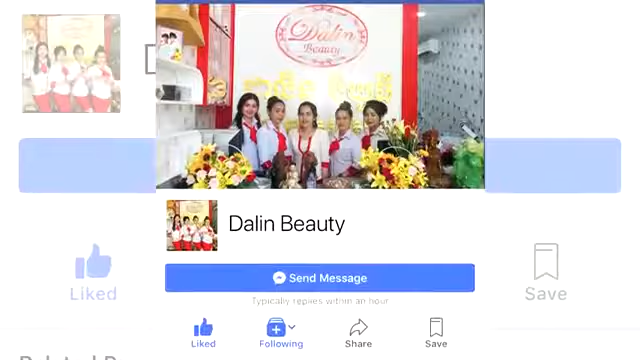 Dalin
Beauty
Dalin Beauty
Send Message
Typically replies within an hour
Liked
Following
Share
Save
Liked
Save